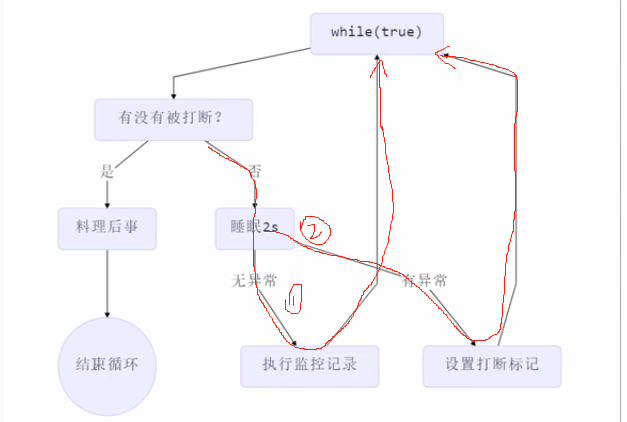 while(true)
有没有被打断?
是
否
料理后事
睡眠2s
2
无异常
1
有异常
结束循环
执行监控记录
设置打断标记